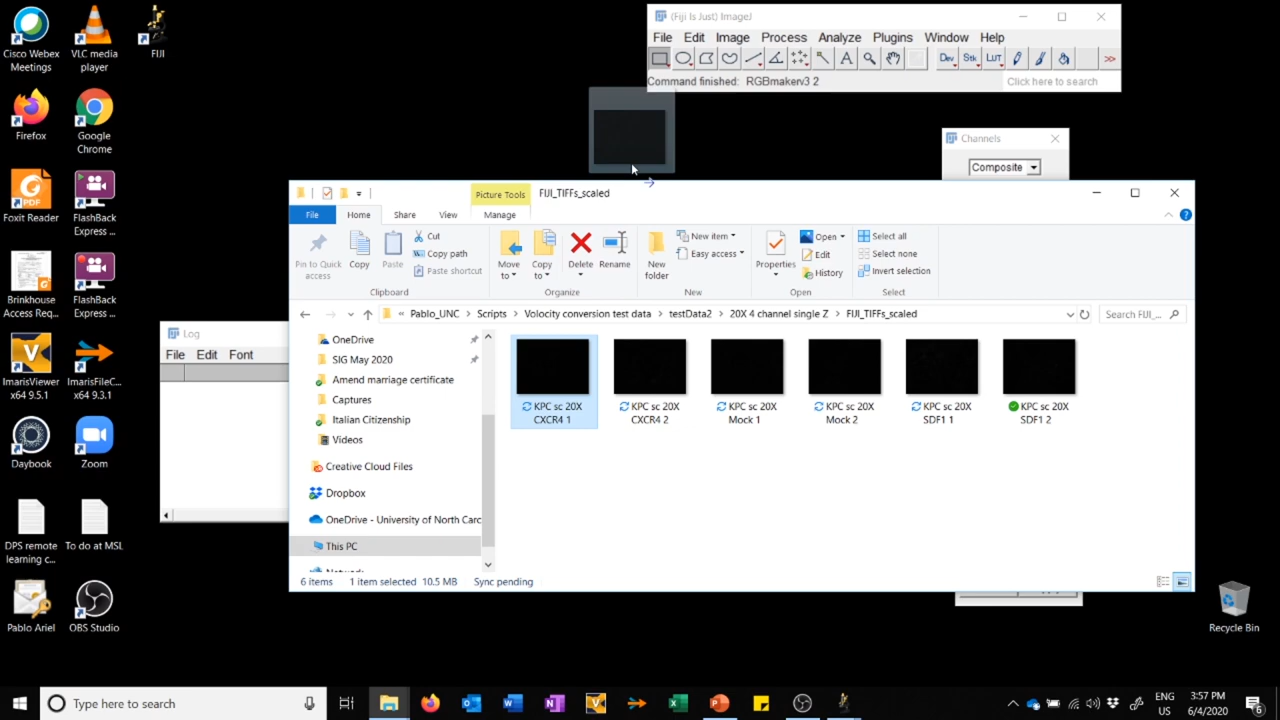 Cisco Webex
Meetings
VLC media
player
FIJI
Firefox
Google
Chrome
Foxit Reader
FlashBack
Express ...
Brinkhouse
Access Req...
FlashBack
Express ...
ImarisViewer
x64 9.5.1
ImarisFileC...
x64 9.3.1
Daybook
Zoom
DPS remote
learning c...
To do at MSL
Pablo Ariel
OBS Studio
(Fiji Is Just) ImageJ
File Edit Image Process Analyze Plugins Window Help
Dev Stk LUT >>
Command finished: RGBmakerv3 2
Click here to search
Channels
Composite
Log
File Edit Font
Picture Tools
FIJI_TIFFs_scaled
File Home Share View Manage
Pin to Quick
access
Copy
Paste
Cut
Copy path
Paste shortcut
Clipboard
Move
to
Copy
to
Delete
Rename
Organize
New
folder
New item
Easy access
New
Properties
Open
Edit
History
Open
Select all
Select none
Invert selection
Select
« Pablo_UNC > Scripts > Volocity conversion test data > testData2 > 20X 4 channel single Z > FIJI_TIFFs_scaled
Search FIJI_...
OneDrive
SIG May 2020
Amend marriage certificate
Captures
Italian Citizenship
Videos
Creative Cloud Files
Dropbox
OneDrive - University of North Carc
This PC
KPC sc 20X
CXCR4 1
KPC sc 20X
CXCR4 2
KPC sc 20X
Mock 1
KPC sc 20X
Mock 2
KPC sc 20X
SDF1 1
KPC sc 20X
SDF1 2
6 items 1 item selected 10.5 MB Sync pending
Recycle Bin
Type here to search
ENG
US
3:57 PM
6/4/2020
6